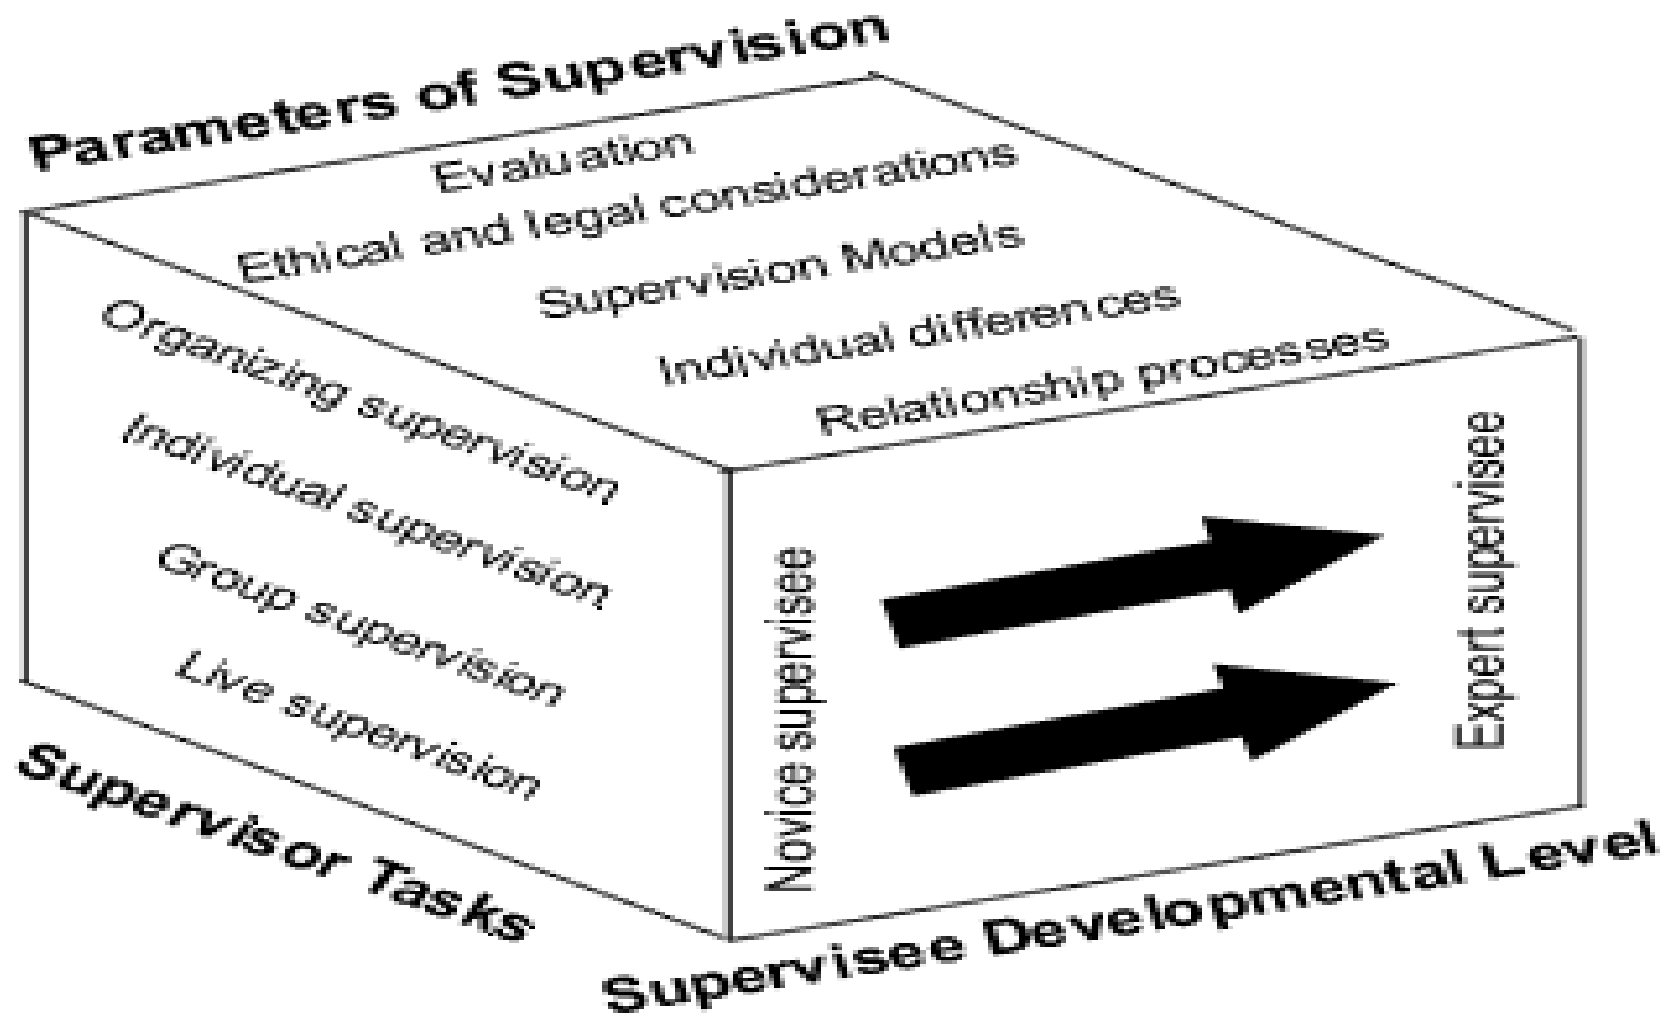 Parameters of Supervision
Evaluation
Ethical and legal considerations
Supervision Models
Individual differences
Relationship processes
Organizing supervision
Individual supervision
Group supervision
Live supervision
Supervisor Tasks
Novice supervisee
Expert supervisee
Supervisee Developmental Level